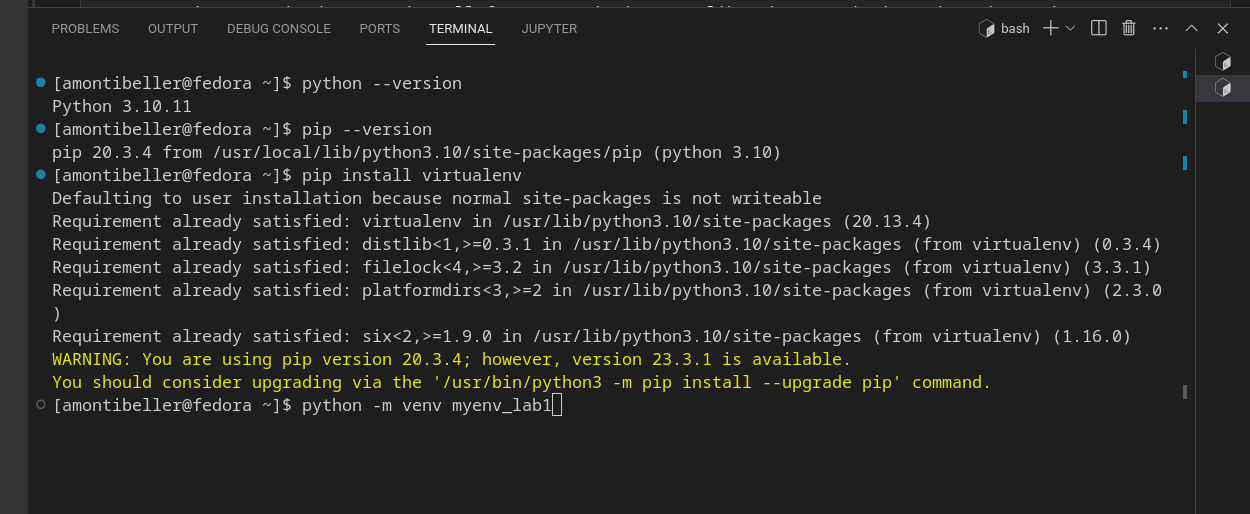 PROBLEMS OUTPUT DEBUG CONSOLE PORTS TERMINAL JUPYTER bash
[amontibeller@fedora ~]$ python --version
Python 3.10.11
[amontibeller@fedora ~]$ pip --version
pip 20.3.4 from /usr/local/lib/python3.10/site-packages/pip (python 3.10)
[amontibeller@fedora ~]$ pip install virtualenv
Defaulting to user installation because normal site-packages is not writeable
Requirement already satisfied: virtualenv in /usr/lib/python3.10/site-packages (20.13.4)
Requirement already satisfied: distlib<1,>=0.3.1 in /usr/lib/python3.10/site-packages (from virtualenv) (0.3.4)
Requirement already satisfied: filelock<4,>=3.2 in /usr/lib/python3.10/site-packages (from virtualenv) (3.3.1)
Requirement already satisfied: platformdirs<3,>=2 in /usr/lib/python3.10/site-packages (from virtualenv) (2.3.0
)
Requirement already satisfied: six<2,>=1.9.0 in /usr/lib/python3.10/site-packages (from virtualenv) (1.16.0)
WARNING: You are using pip version 20.3.4; however, version 23.3.1 is available.
You should consider upgrading via the '/usr/bin/python3 -m pip install --upgrade pip' command.
[amontibeller@fedora ~]$ python -m venv myenv_lab1